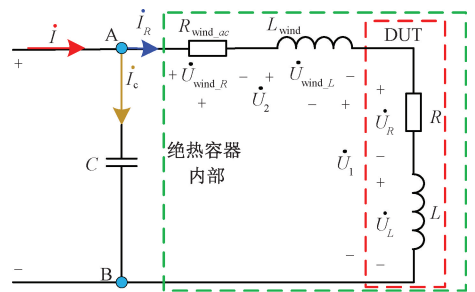 İ
A
İ_R
R_wind_ac
L_wind
DUT
+
İ_c
+ U̇_wind_R −
+ U̇_wind_L −
+ U̇_2 −
+
R
U̇_R
−
C
绝热容器
内部
+
U̇_1
−
+
U̇_L
−
L
−
B